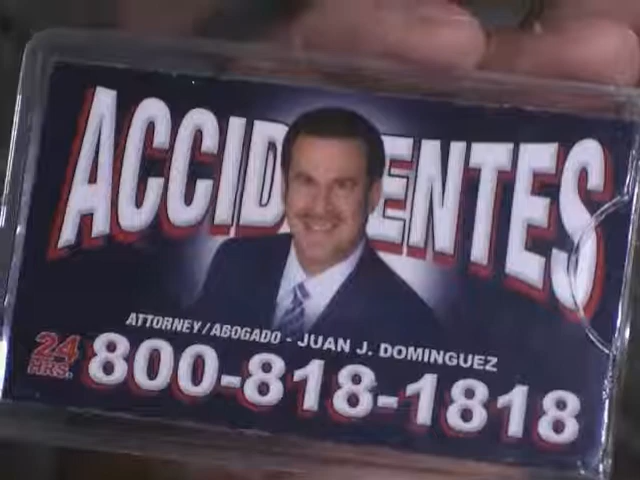 ACCIDENTES
ATTORNEY/ABOGADO - JUAN J. DOMINGUEZ
24 HRS. 800-818-1818